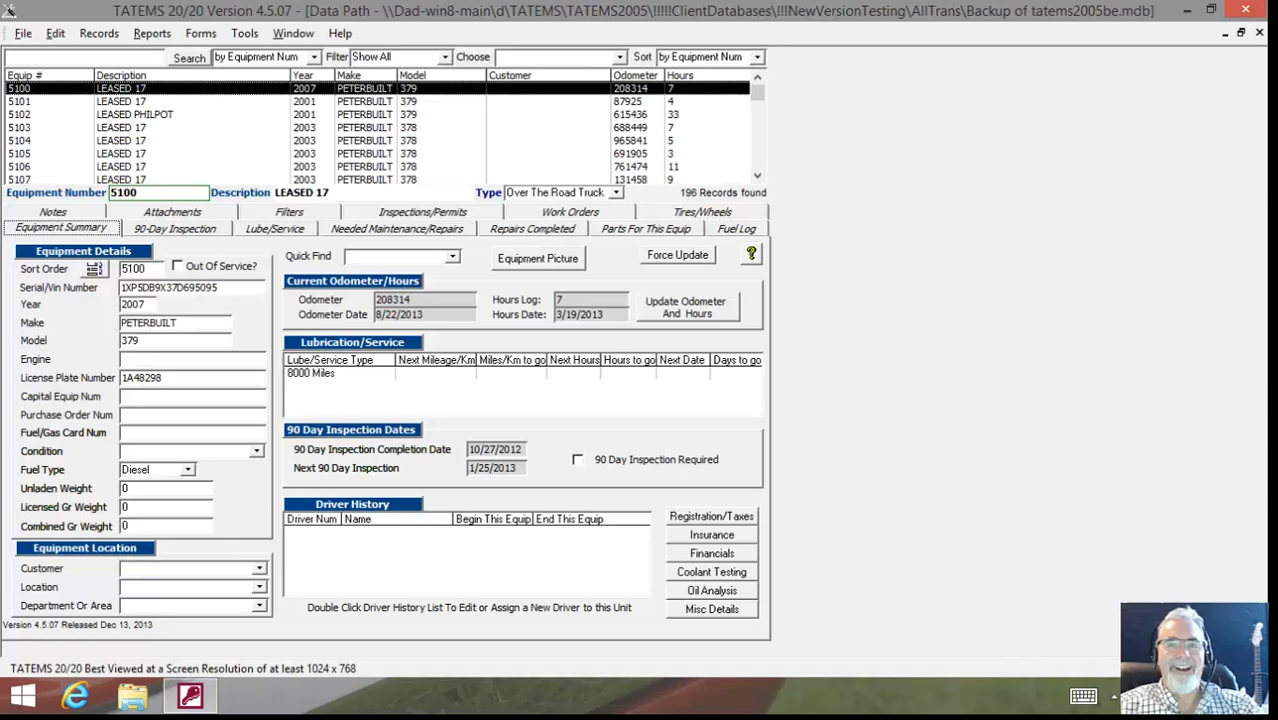 TATEMS 20/20 Version 4.5.07 - [Data Path - \\Dad-win8-main\d\TATEMS\TATEMS2005\!!!!!ClientDatabases\!!!NewVersionTesting\AllTrans\Backup of tatems2005be.mdb]
File Edit Records Reports Forms Tools Window Help
Search by Equipment Num Filter Show All Choose Sort by Equipment Num
Equip # Description Year Make Model Customer Odometer Hours
5100 LEASED 17 2007 PETERBUILT 379 208314 7
5101 LEASED 17 2001 PETERBUILT 379 87925 4
5102 LEASED PHILPOT 2001 PETERBUILT 379 615436 33
5103 LEASED 17 2003 PETERBUILT 378 688449 7
5104 LEASED 17 2003 PETERBUILT 378 965841 5
5105 LEASED 17 2003 PETERBUILT 378 691905 3
5106 LEASED 17 2003 PETERBUILT 378 761474 11
5107 LEASED 17 2003 PETERBUILT 378 131458 9
Equipment Number 5100 Description LEASED 17 Type Over The Road Truck 196 Records found
Notes Attachments Filters Inspections/Permits Work Orders Tires/Wheels
Equipment Summary 90-Day Inspection Lube/Service Needed Maintenance/Repairs Repairs Completed Parts For This Equip Fuel Log
Equipment Details
Sort Order 5100 Out Of Service?
Serial/Vin Number 1XP5DB9X37D695095
Year 2007
Make PETERBUILT
Model 379
Engine
License Plate Number 1A48298
Capital Equip Num
Purchase Order Num
Fuel/Gas Card Num
Condition
Fuel Type Diesel
Unladen Weight 0
Licensed Gr Weight 0
Combined Gr Weight 0
Equipment Location
Customer
Location
Department Or Area
Version 4.5.07 Released Dec 13, 2013
Quick Find Equipment Picture Force Update ?
Current Odometer/Hours
Odometer 208314 Hours Log: 7
Odometer Date 8/22/2013 Hours Date: 3/19/2013
Update Odometer
And Hours
Lubrication/Service
Lube/Service Type Next Mileage/Km Miles/Km to go Next Hours Hours to go Next Date Days to go
8000 Miles
90 Day Inspection Dates
90 Day Inspection Completion Date 10/27/2012
Next 90 Day Inspection 1/25/2013
90 Day Inspection Required
Driver History
Driver Num Name Begin This Equip End This Equip
Double Click Driver History List To Edit or Assign a New Driver to this Unit
Registration/Taxes
Insurance
Financials
Coolant Testing
Oil Analysis
Misc Details
TATEMS 20/20 Best Viewed at a Screen Resolution of at least 1024 x 768